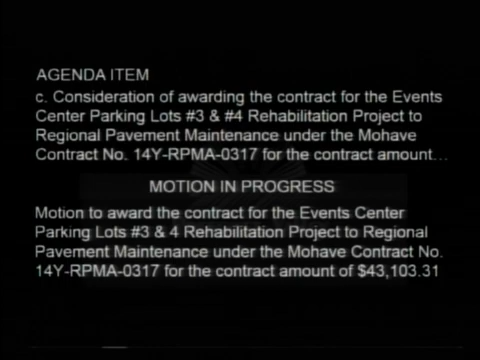 AGENDA ITEM
c. Consideration of awarding the contract for the Events
Center Parking Lots #3 & #4 Rehabilitation Project to
Regional Pavement Maintenance under the Mohave
Contract No. 14Y-RPMA-0317 for the contract amount...
MOTION IN PROGRESS
Motion to award the contract for the Events Center
Parking Lots #3 & 4 Rehabilitation Project to Regional
Pavement Maintenance under the Mohave Contract No.
14Y-RPMA-0317 for the contract amount of $43,103.31